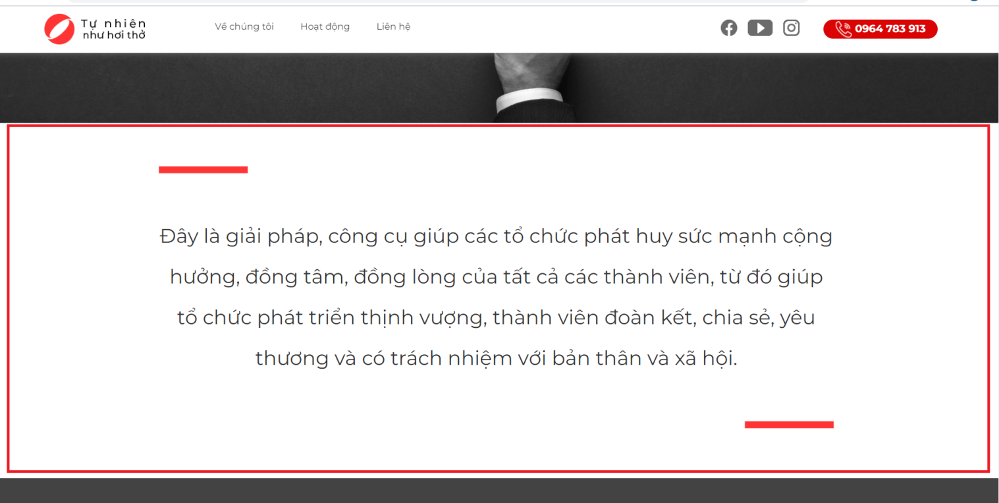 Tự nhiên
như hơi thở
Về chúng tôi
Hoạt động
Liên hệ
0964 783 913
Đây là giải pháp, công cụ giúp các tổ chức phát huy sức mạnh cộng
hưởng, đồng tâm, đồng lòng của tất cả các thành viên, từ đó giúp
tổ chức phát triển thịnh vượng, thành viên đoàn kết, chia sẻ, yêu
thương và có trách nhiệm với bản thân và xã hội.